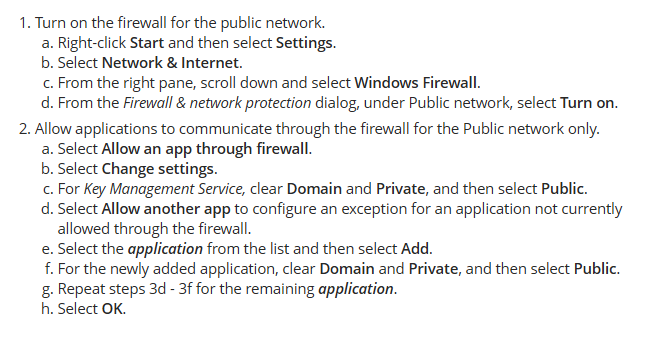 1. Turn on the firewall for the public network.
a. Right-click Start and then select Settings.
b. Select Network & Internet.
c. From the right pane, scroll down and select Windows Firewall.
d. From the Firewall & network protection dialog, under Public network, select Turn on.
2. Allow applications to communicate through the firewall for the Public network only.
a. Select Allow an app through firewall.
b. Select Change settings.
c. For Key Management Service, clear Domain and Private, and then select Public.
d. Select Allow another app to configure an exception for an application not currently
allowed through the firewall.
e. Select the application from the list and then select Add.
f. For the newly added application, clear Domain and Private, and then select Public.
g. Repeat steps 3d - 3f for the remaining application.
h. Select OK.